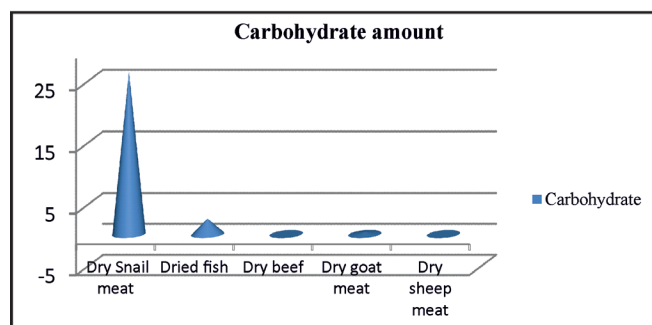 Carbohydrate amount
25
15
5
-5
Dry Snail meat
Dried fish
Dry beef
Dry goat meat
Dry sheep meat
Carbohydrate